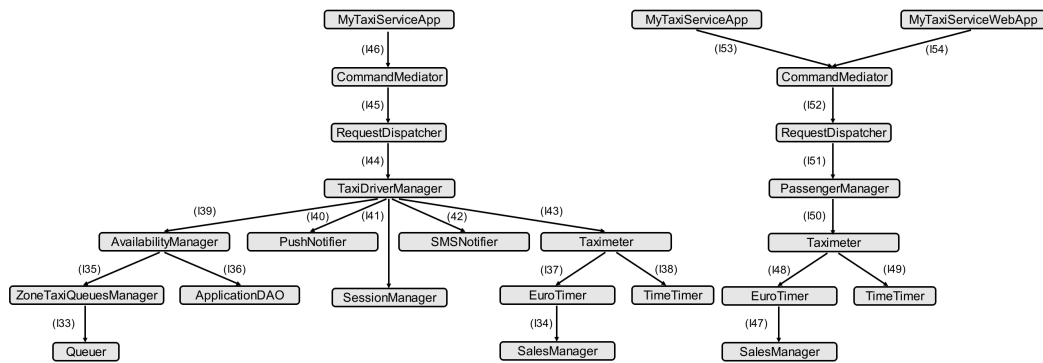 MyTaxiServiceApp MyTaxiServiceApp MyTaxiServiceWebApp
(I46) (I53) (I54)
CommandMediator CommandMediator
(I45) (I52)
RequestDispatcher RequestDispatcher
(I44) (I51)
TaxiDriverManager PassengerManager
(I39) (I40) (I41) (42) (I43) (I50)
AvailabilityManager PushNotifier SMSNotifier Taximeter Taximeter
(I35) (I36) (I37) (I38) (I48) (I49)
ZoneTaxiQueuesManager ApplicationDAO SessionManager EuroTimer TimeTimer EuroTimer TimeTimer
(I33) (I34) (I47)
Queuer SalesManager SalesManager